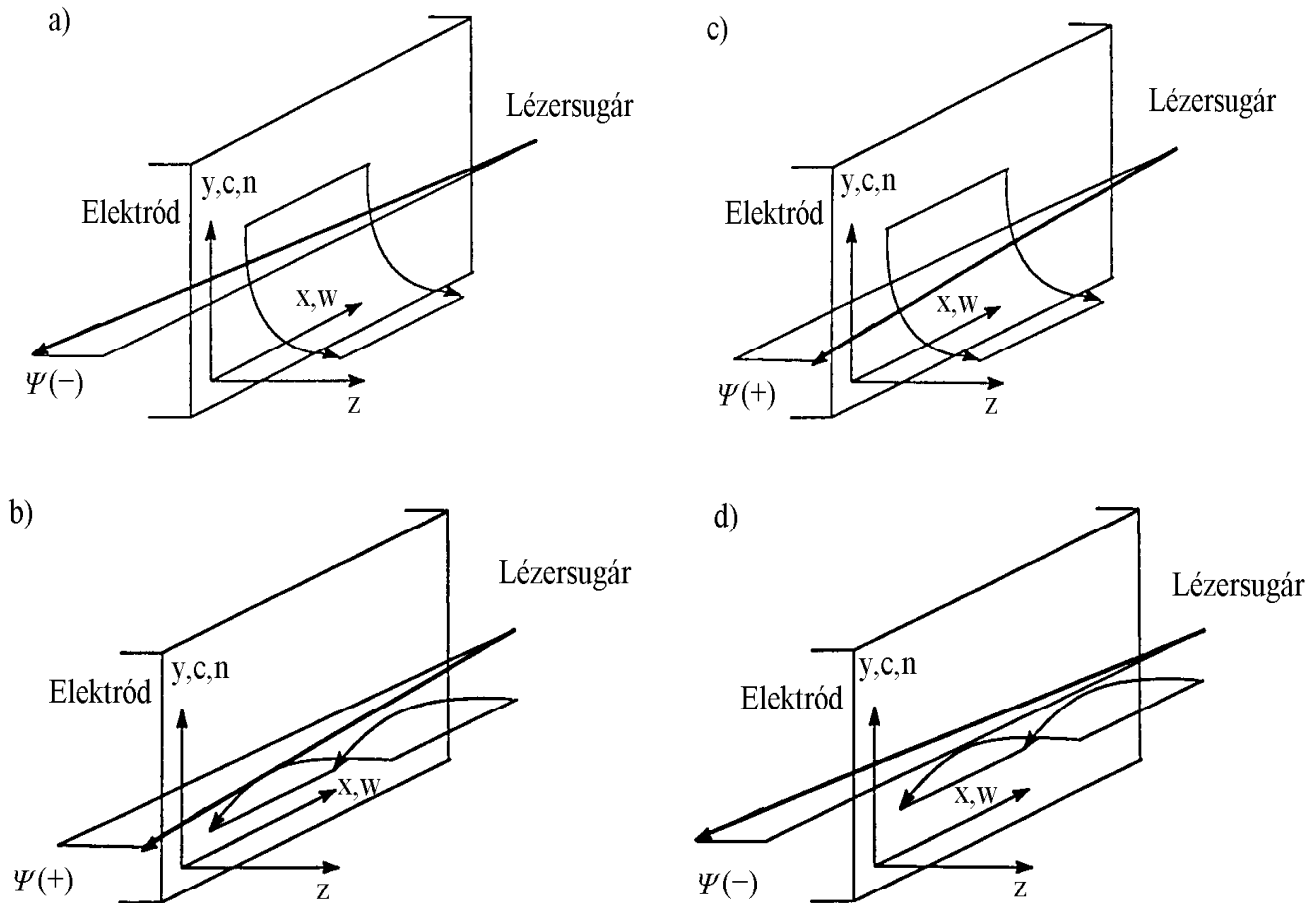 a)
Lézersugár
Elektród
y,c,n
x,w
z
Ψ(−)
c)
Lézersugár
Elektród
y,c,n
x,w
z
Ψ(+)
b)
Lézersugár
Elektród
y,c,n
x,w
z
Ψ(+)
d)
Lézersugár
Elektród
y,c,n
x,w
z
Ψ(−)